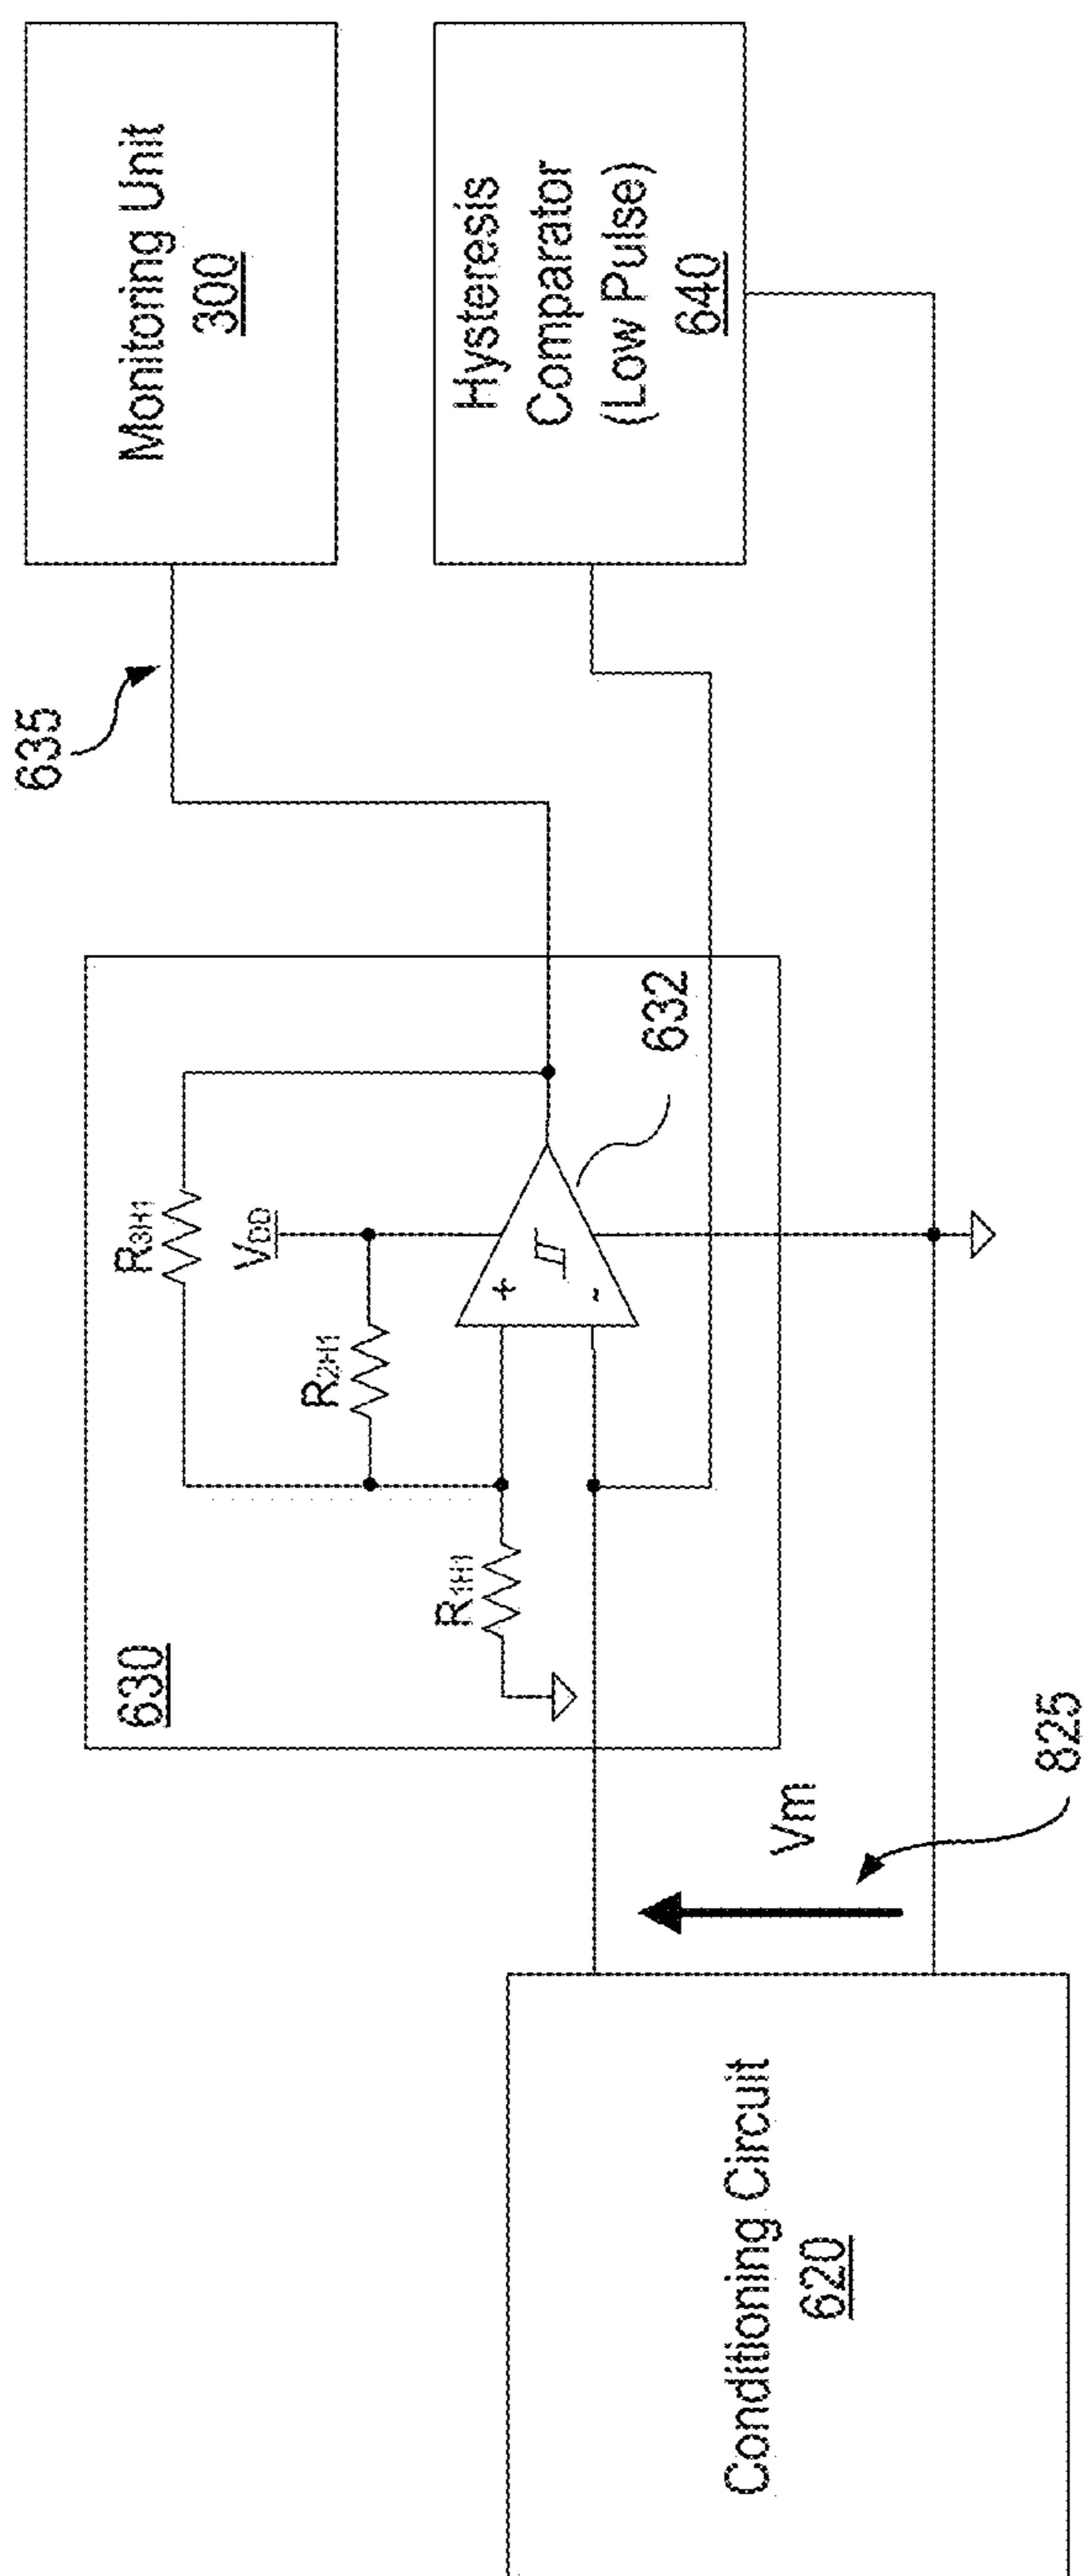 Monitoring Unit
300
Hysteresis
Comparator
(Low Pulse)
640
635
630
R3H1
VDD
R2H1
R1H1
+
-
632
Vm
825
Conditioning Circuit
620